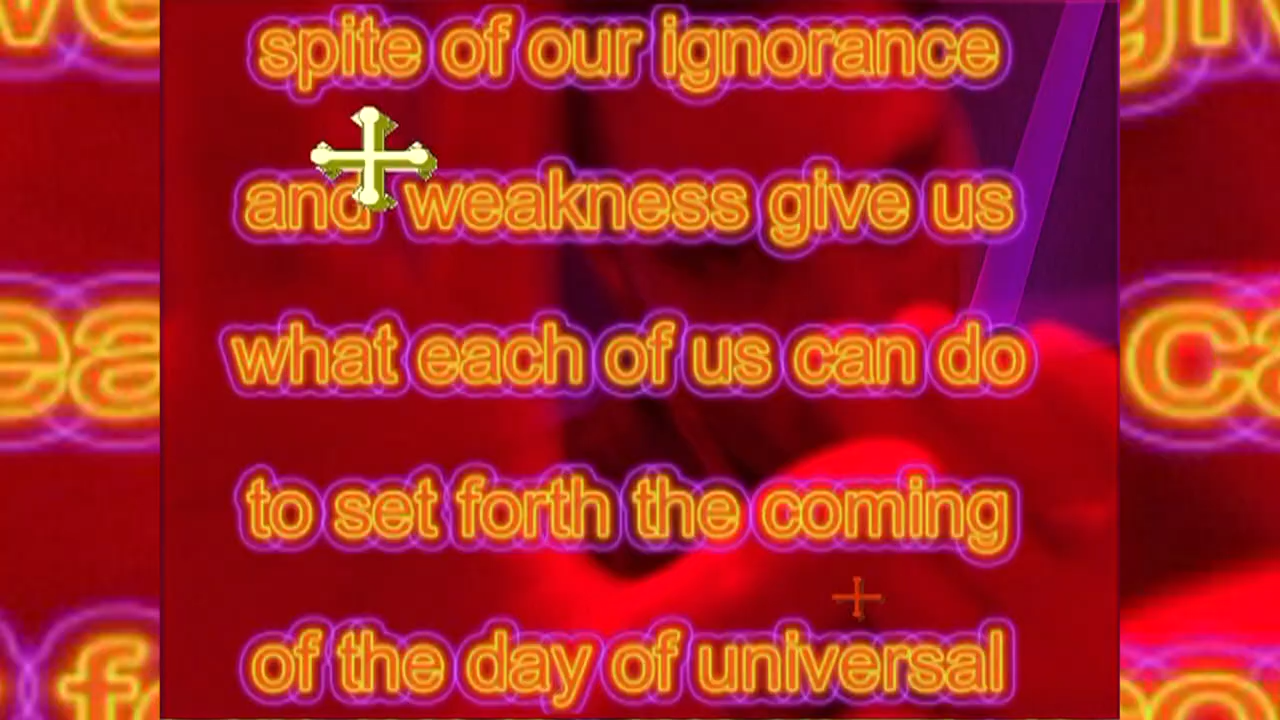 spite of our ignorance
and weakness give us
what each of us can do
to set forth the coming
of the day of universal